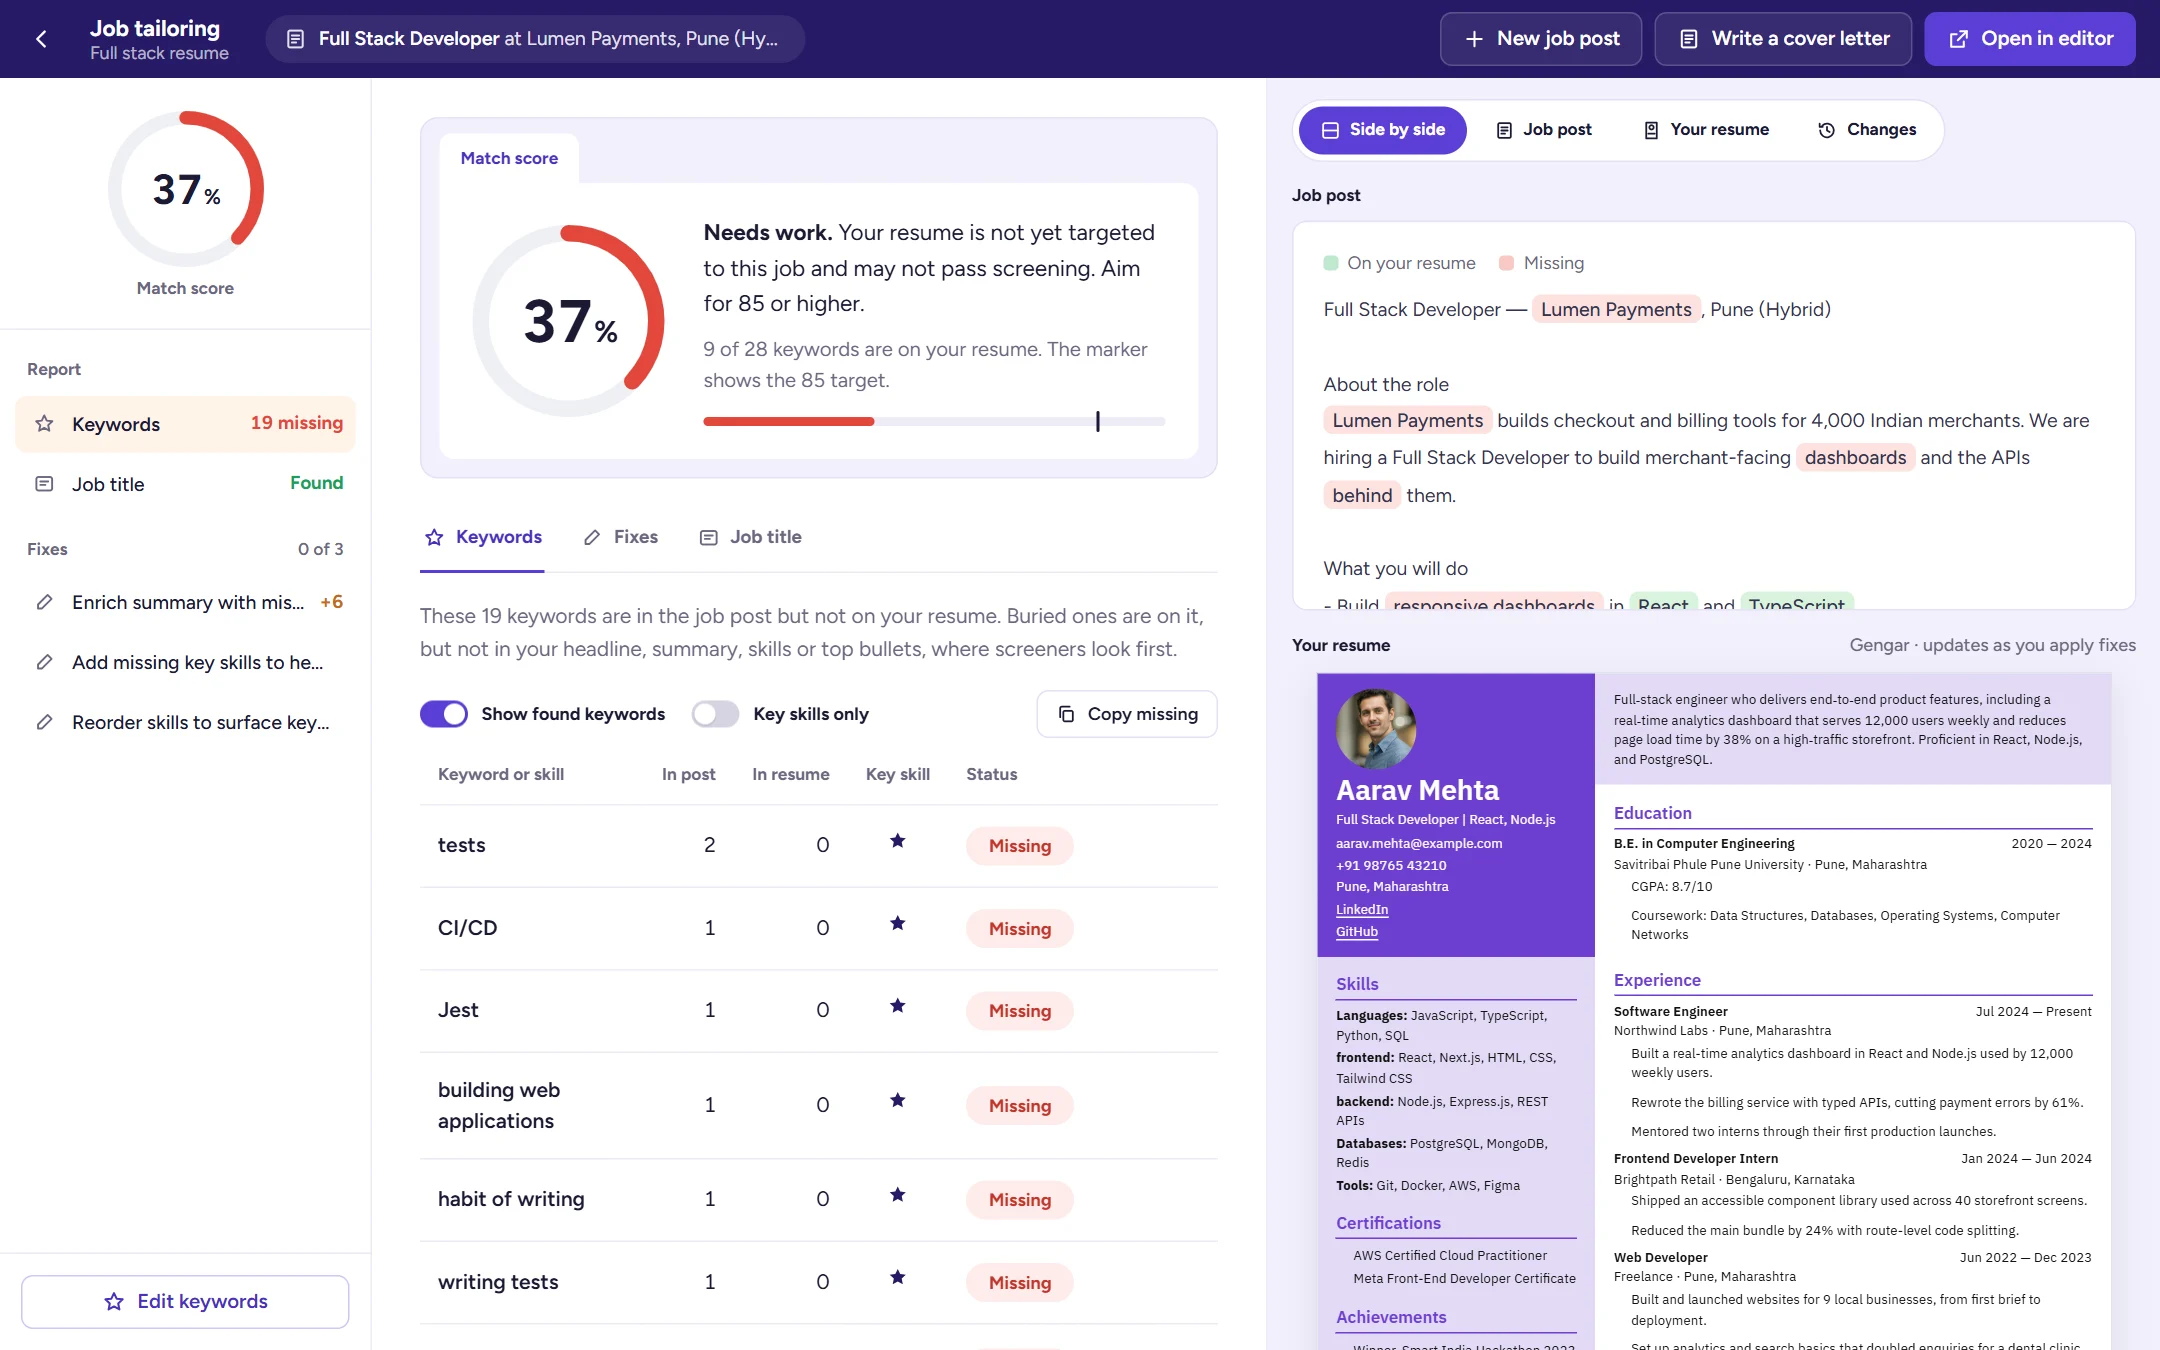 Job tailoring
Full stack resume
Full Stack Developer at Lumen Payments, Pune (Hy...
New job post
Write a cover letter
Open in editor
37%
Match score
Report
Keywords 19 missing
Job title Found
Fixes 0 of 3
Enrich summary with mis... +6
Add missing key skills to he...
Reorder skills to surface key...
Edit keywords
Match score
37%
Needs work. Your resume is not yet targeted
to this job and may not pass screening. Aim
for 85 or higher.
9 of 28 keywords are on your resume. The marker
shows the 85 target.
Keywords
Fixes
Job title
These 19 keywords are in the job post but not on your resume. Buried ones are on it,
but not in your headline, summary, skills or top bullets, where screeners look first.
Show found keywords
Key skills only
Copy missing
Keyword or skill In post In resume Key skill Status
tests 2 0 Missing
CI/CD 1 0 Missing
Jest 1 0 Missing
building web
applications 1 0 Missing
habit of writing 1 0 Missing
writing tests 1 0 Missing
Side by side
Job post
Your resume
Changes
Job post
On your resume
Missing
Full Stack Developer — Lumen Payments, Pune (Hybrid)
About the role
Lumen Payments builds checkout and billing tools for 4,000 Indian merchants. We are
hiring a Full Stack Developer to build merchant-facing dashboards and the APIs
behind them.
What you will do
- Build responsive dashboards in React and TypeScript
Your resume
Gengar · updates as you apply fixes
Aarav Mehta
Full Stack Developer | React, Node.js
aarav.mehta@example.com
+91 98765 43210
Pune, Maharashtra
LinkedIn
GitHub
Skills
Languages: JavaScript, TypeScript,
Python, SQL
frontend: React, Next.js, HTML, CSS,
Tailwind CSS
backend: Node.js, Express.js, REST
APIs
Databases: PostgreSQL, MongoDB,
Redis
Tools: Git, Docker, AWS, Figma
Certifications
AWS Certified Cloud Practitioner
Meta Front-End Developer Certificate
Achievements
Winner, Smart India Hackathon 2023
Full-stack engineer who delivers end-to-end product features, including a
real-time analytics dashboard that serves 12,000 users weekly and reduces
page load time by 38% on a high-traffic storefront. Proficient in React, Node.js,
and PostgreSQL.
Education
B.E. in Computer Engineering 2020 — 2024
Savitribai Phule Pune University · Pune, Maharashtra
CGPA: 8.7/10
Coursework: Data Structures, Databases, Operating Systems, Computer
Networks
Experience
Software Engineer Jul 2024 — Present
Northwind Labs · Pune, Maharashtra
Built a real-time analytics dashboard in React and Node.js used by 12,000
weekly users.
Rewrote the billing service with typed APIs, cutting payment errors by 61%.
Mentored two interns through their first production launches.
Frontend Developer Intern Jan 2024 — Jun 2024
Brightpath Retail · Bengaluru, Karnataka
Shipped an accessible component library used across 40 storefront screens.
Reduced the main bundle by 24% with route-level code splitting.
Web Developer Jun 2022 — Dec 2023
Freelance · Pune, Maharashtra
Built and launched websites for 9 local businesses, from first brief to
deployment.
Set up analytics and search basics that doubled enquiries for a dental clinic.